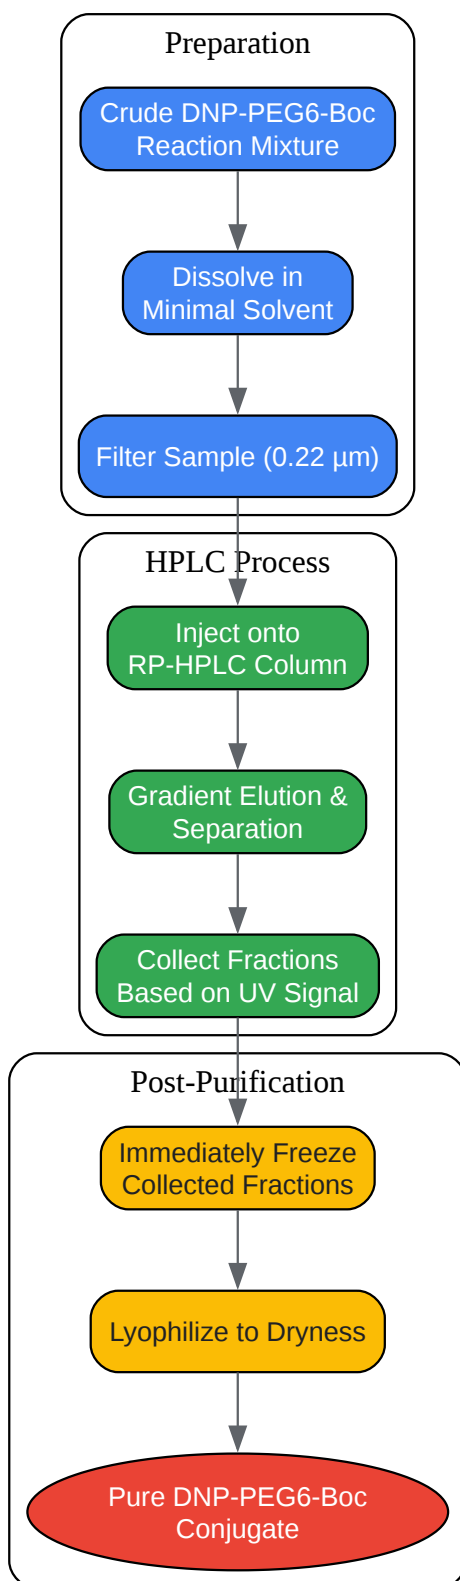 Preparation
Crude DNP-PEG6-Boc
Reaction Mixture
Dissolve in
Minimal Solvent
Filter Sample (0.22 µm)
HPLC Process
Inject onto
RP-HPLC Column
Gradient Elution &
Separation
Collect Fractions
Based on UV Signal
Post-Purification
Immediately Freeze
Collected Fractions
Lyophilize to Dryness
Pure DNP-PEG6-Boc
Conjugate